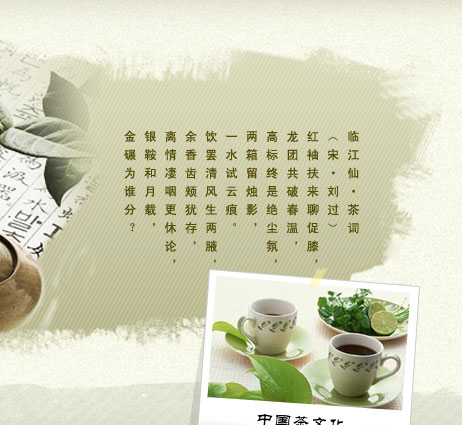 临江仙·茶词
（宋·刘过）
红袖扶来聊促膝，
龙团共破春温，
高标终是绝尘氛，
两箱留烛影，
一水试云痕。
饮罢清风生两腋，
余香齿颊犹存，
离情凄咽更休论，
银鞍和月载，
金碾为谁分？
中国茶文化